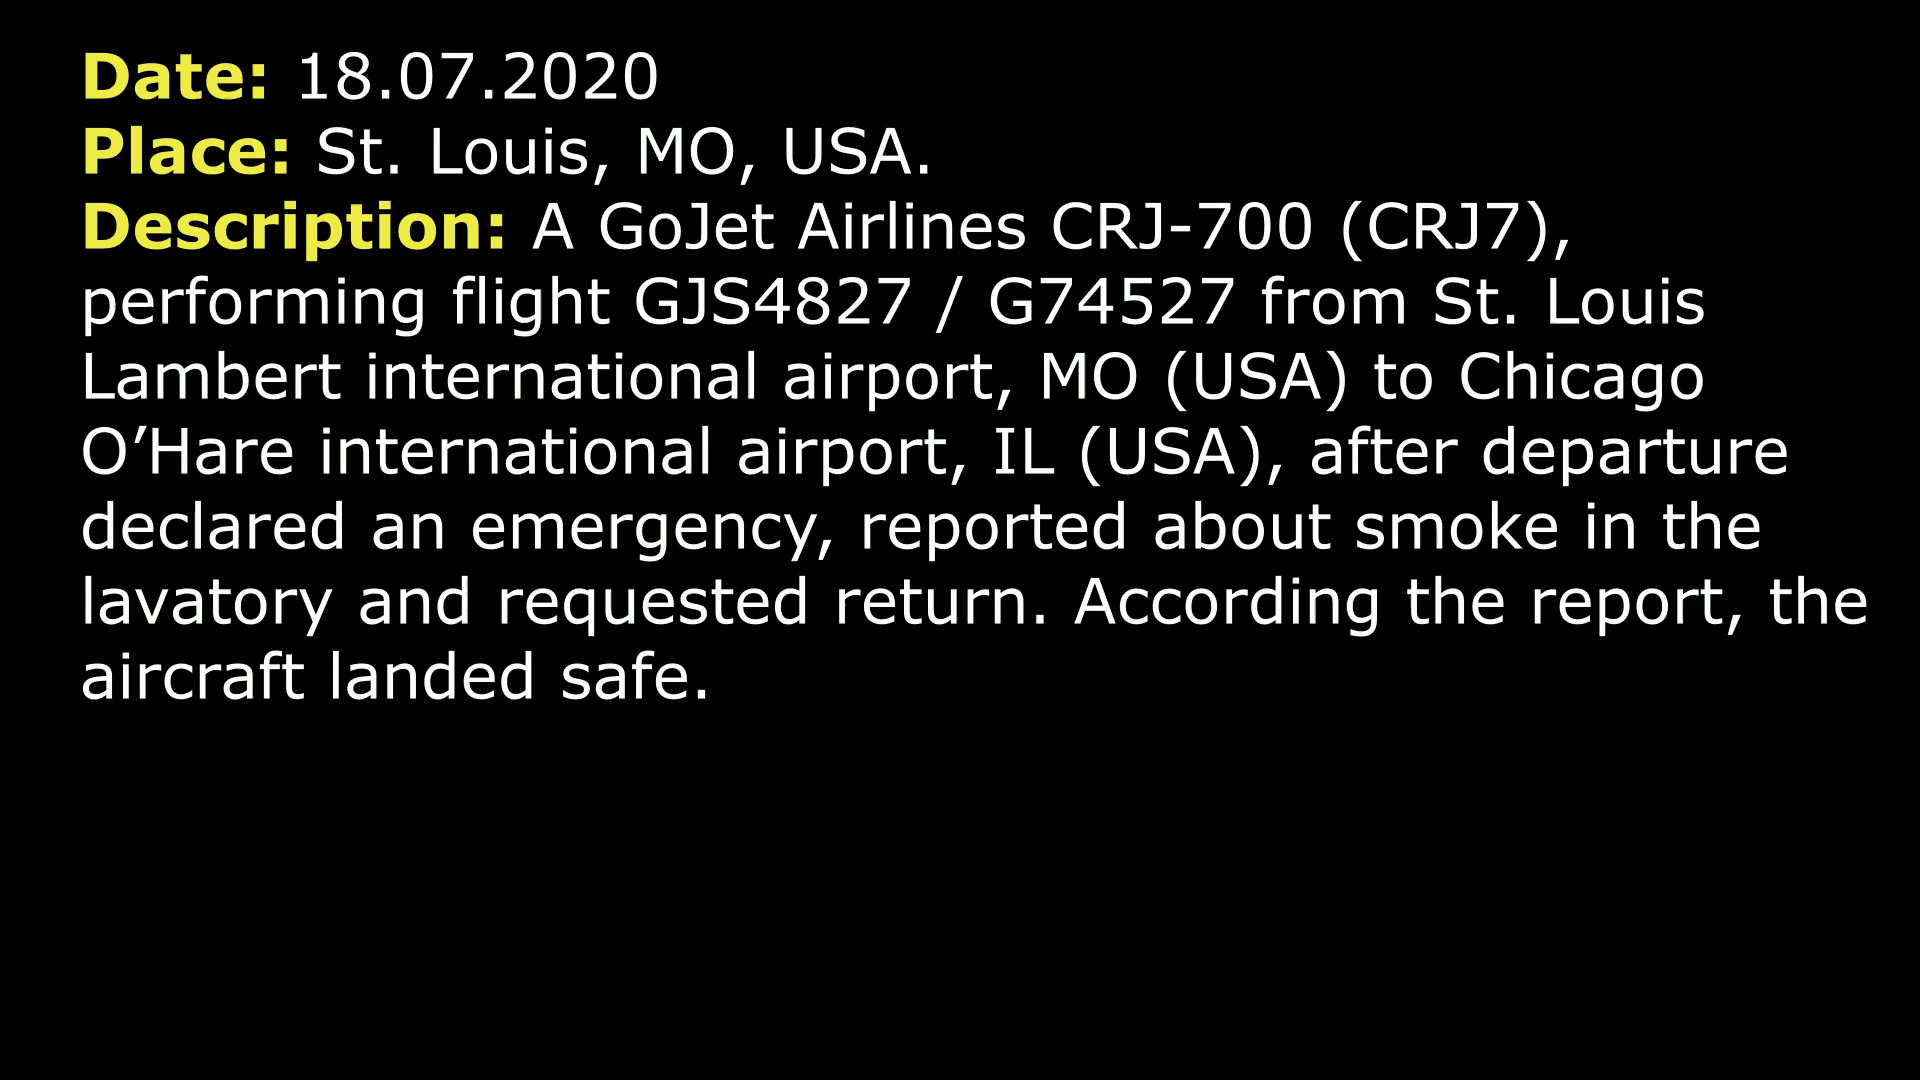 Date: 18.07.2020
Place: St. Louis, MO, USA.
Description: A GoJet Airlines CRJ-700 (CRJ7),
performing flight GJS4827 / G74527 from St. Louis
Lambert international airport, MO (USA) to Chicago
O’Hare international airport, IL (USA), after departure
declared an emergency, reported about smoke in the
lavatory and requested return. According the report, the
aircraft landed safe.